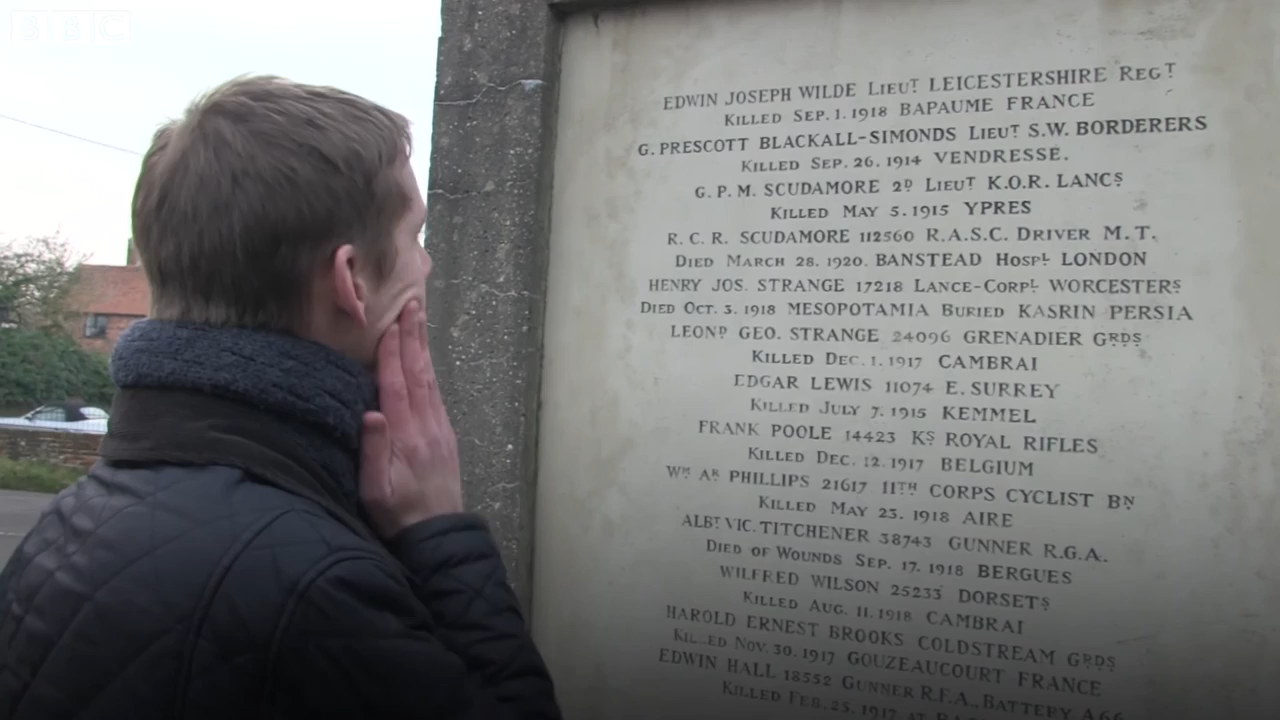 BBC
EDWIN JOSEPH WILDE LIEUT LEICESTERSHIRE REGT
KILLED SEP. 1. 1918 BAPAUME FRANCE
G. PRESCOTT BLACKALL-SIMONDS LIEUT S.W. BORDERERS
KILLED SEP. 26. 1914 VENDRESSE.
G. P. M. SCUDAMORE 2D LIEUT K.O.R. LANCS
KILLED MAY 5. 1915 YPRES
R. C. R. SCUDAMORE 112560 R.A.S.C. DRIVER M.T.
DIED MARCH 28. 1920. BANSTEAD HOSPL LONDON
HENRY JOS. STRANGE 17218 LANCE-CORPL WORCESTERS
DIED OCT. 3. 1918 MESOPOTAMIA BURIED KASRIN PERSIA
LEOND GEO. STRANGE 24096 GRENADIER GRDS
KILLED DEC. 1. 1917 CAMBRAI
EDGAR LEWIS 11074 E. SURREY
KILLED JULY 7. 1915 KEMMEL
FRANK POOLE 14423 KS ROYAL RIFLES
KILLED DEC. 12. 1917 BELGIUM
WM AR PHILLIPS 21617 11TH CORPS CYCLIST BN
KILLED MAY 23. 1918 AIRE
ALBT VIC. TITCHENER 38743 GUNNER R.G.A.
DIED OF WOUNDS SEP. 17. 1918 BERGUES
WILFRED WILSON 25233 DORSETS
KILLED AUG. 11. 1918 CAMBRAI
HAROLD ERNEST BROOKS COLDSTREAM GRDS
KILLED NOV. 30. 1917 GOUZEAUCOURT FRANCE
EDWIN HALL 18552 GUNNER R.F.A., BATTERY
KILLED FEB. 23. 1917 AT